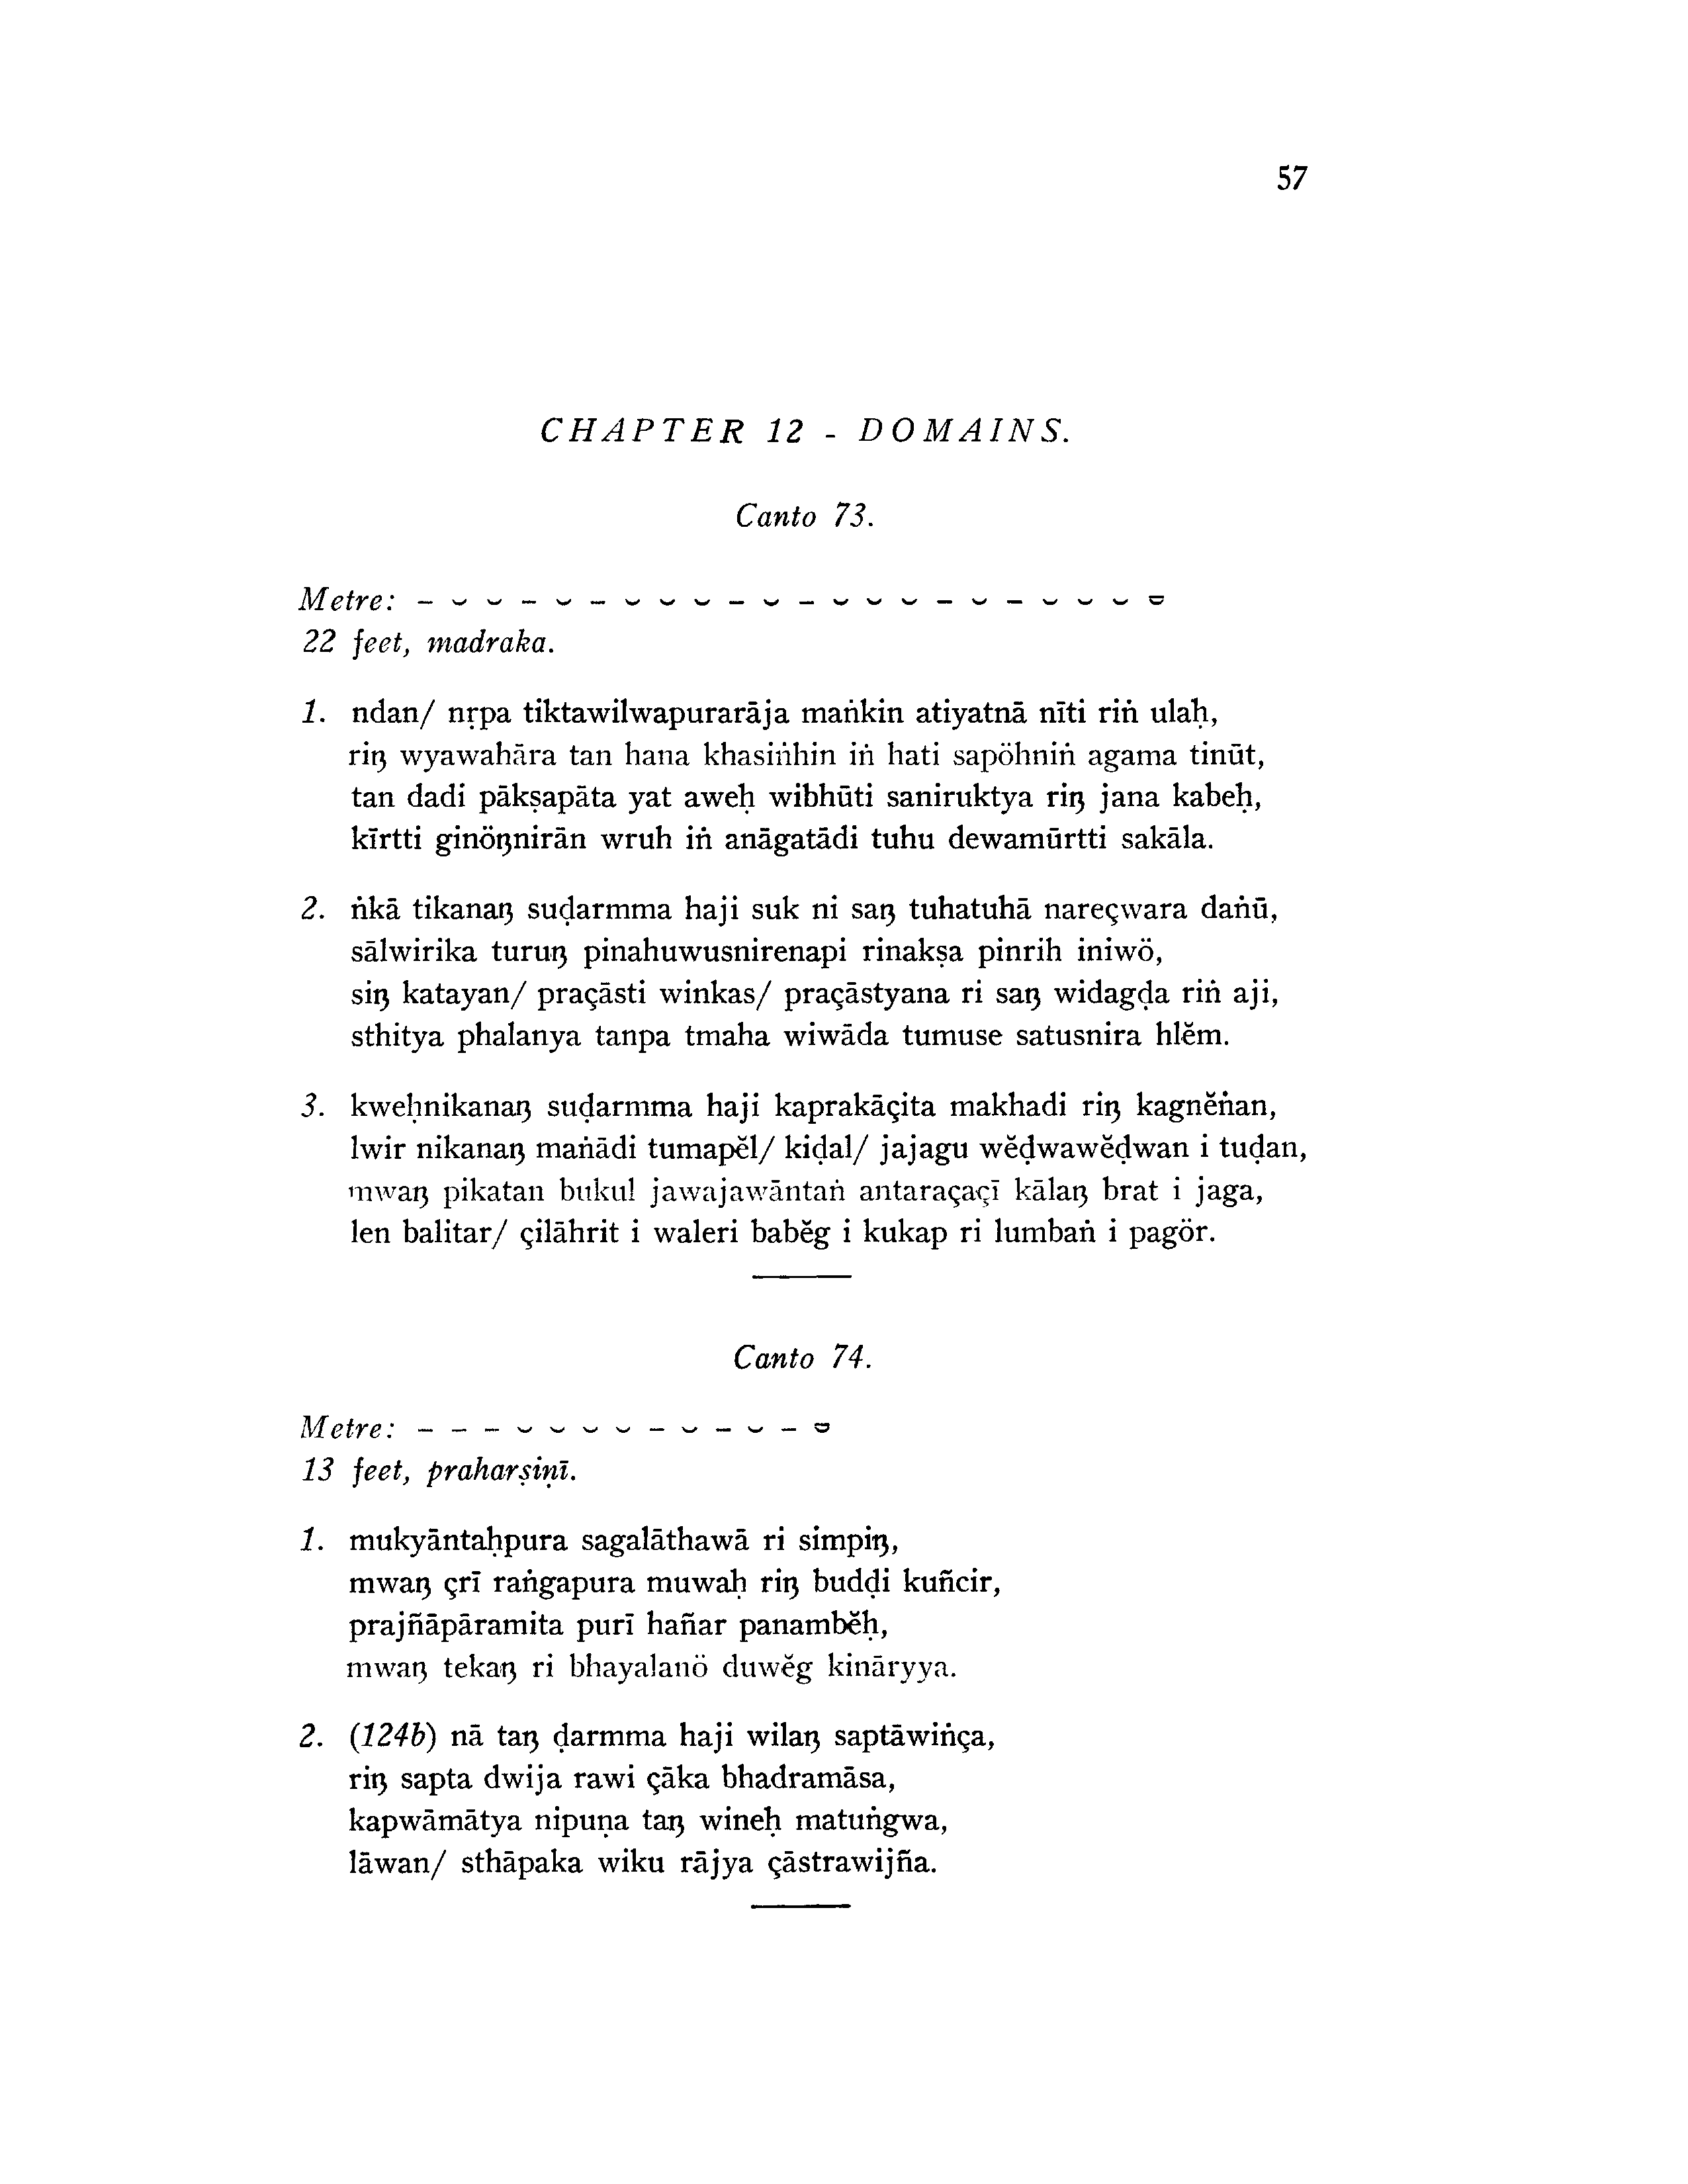 57
CHAPTER 12 - DOMAINS.
Canto 73.
Metre: – ⏑ ⏑ – ⏑ – ⏑ ⏑ ⏑ – ⏑ – ⏑ ⏑ ⏑ – ⏑ – ⏑ ⏑ ⏑ ⏓
22 feet, madraka.
1. ndan/ nṛpa tiktawilwapurarāja maṅkin atiyatnā nīti riṅ ulaḥ,
riŋ wyawahāra tan hana khasiṅhin iṅ hati sapöhniṅ agama tinūt,
tan dadi pākṣapāta yat aweḥ wibhūti saniruktya riŋ jana kabeḥ,
kīrtti ginöŋnirān wruh iṅ anāgatādi tuhu dewamūrtti sakāla.
2. ṅkā tikanaŋ suḍarmma haji suk ni saŋ tuhatuhā nareçwara daṅū,
sālwirika turuŋ pinahuwusnirenapi rinakṣa pinrih iniwö,
siŋ katayan/ praçāsti winkas/ praçāstyana ri saŋ widagḍa riṅ aji,
sthitya phalanya tanpa tmaha wiwāda tumuse satusnira hlĕm.
3. kweḥnikanaŋ suḍarmma haji kaprakāçita makhadi riŋ kagnĕṅan,
lwir nikanaŋ maṅādi tumapĕl/ kiḍal/ jajagu wĕḍwawĕḍwan i tuḍan,
mwaŋ pikatan bukul jawajawāntaṅ antaraçaçī kālaŋ brat i jaga,
len balitar/ çilāhrit i waleri babĕg i kukap ri lumbaṅ i pagör.
Canto 74.
Metre: – – – ⏑ ⏑ ⏑ ⏑ – ⏑ – ⏑ – ⏓
13 feet, praharṣiṇī.
1. mukyāntaḥpura sagalāthawā ri simpiŋ,
mwaŋ çrī raṅgapura muwaḥ riŋ budḍi kuñcir,
prajñāpāramita purī hañar panambĕḥ,
mwaŋ tekaŋ ri bhayalanö duwĕg kināryya.
2. (124b) nā taŋ ḍarmma haji wilaŋ saptāwiṅça,
riŋ sapta dwija rawi çāka bhadramāsa,
kapwāmātya nipuṇa taŋ wineḥ matuṅgwa,
lāwan/ sthāpaka wiku rājya çāstrawijña.